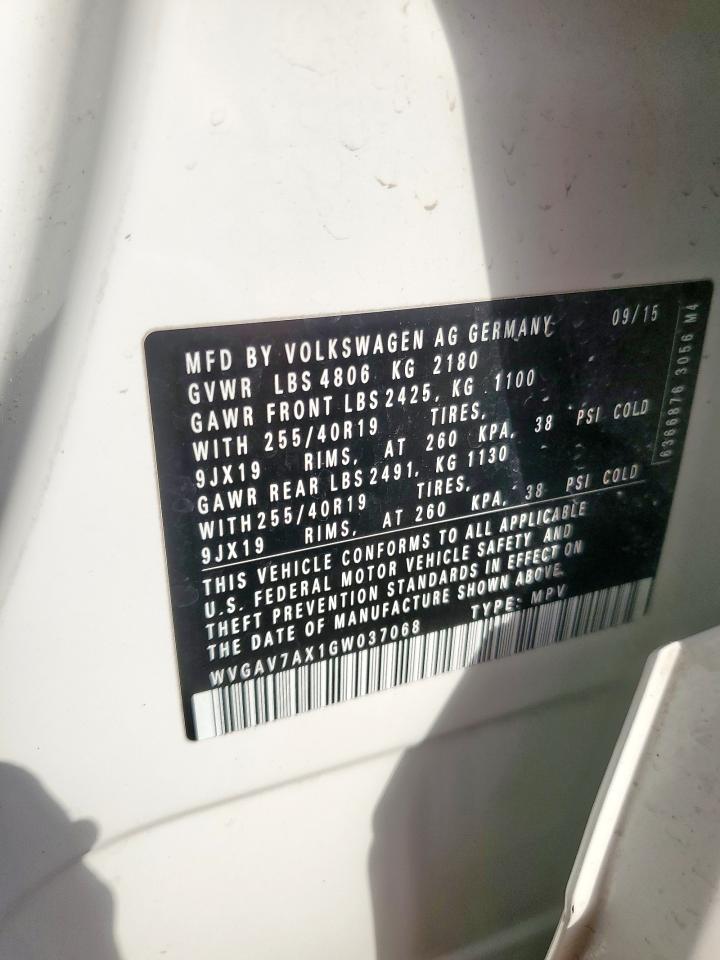 MFD BY VOLKSWAGEN AG GERMANY 09/15
GVWR LBS 4806 KG 2180
GAWR FRONT LBS 2425, KG 1100
WITH 255/40R19 TIRES,
9JX19 RIMS, AT 260 KPA, 38 PSI COLD
GAWR REAR LBS 2491, KG 1130
WITH 255/40R19 TIRES,
9JX19 RIMS, AT 260 KPA, 38 PSI COLD
THIS VEHICLE CONFORMS TO ALL APPLICABLE
U.S. FEDERAL MOTOR VEHICLE SAFETY AND
THEFT PREVENTION STANDARDS IN EFFECT ON
THE DATE OF MANUFACTURE SHOWN ABOVE.
WVGAV7AX1GW037068 TYPE: MPV
6366876 3056 M4